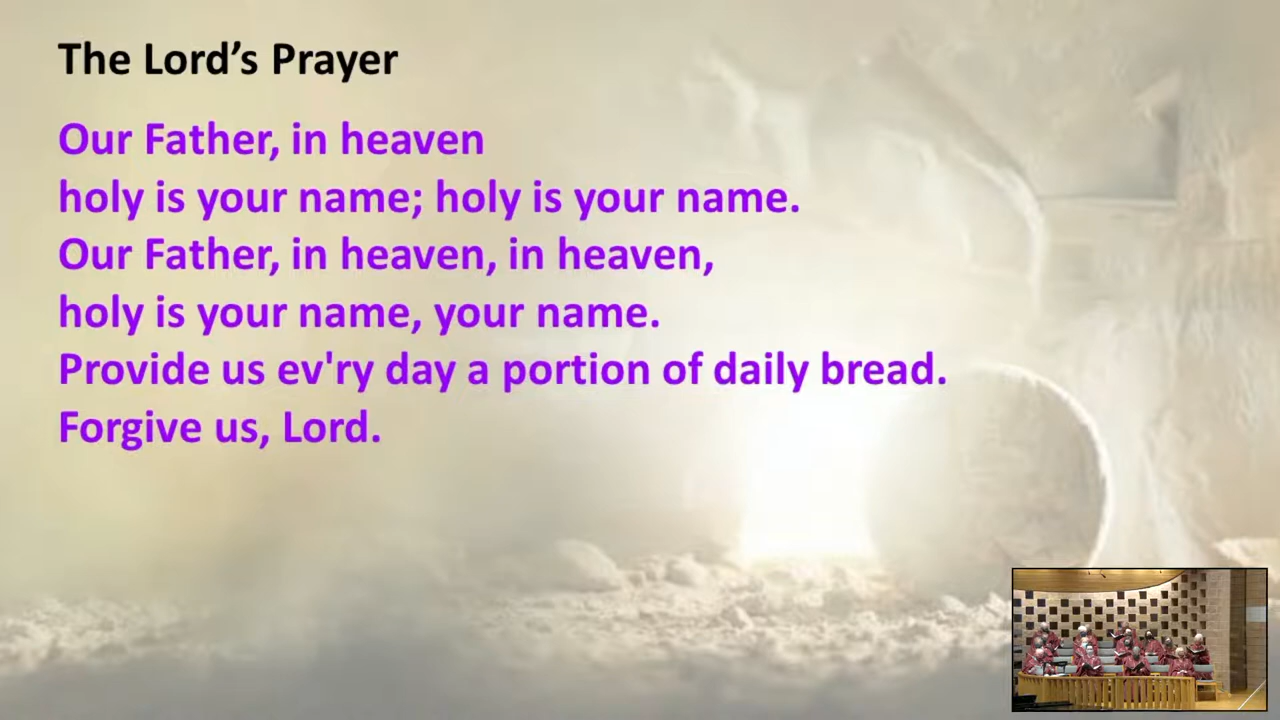 The Lord’s Prayer
Our Father, in heaven
holy is your name; holy is your name.
Our Father, in heaven, in heaven,
holy is your name, your name.
Provide us ev'ry day a portion of daily bread.
Forgive us, Lord.